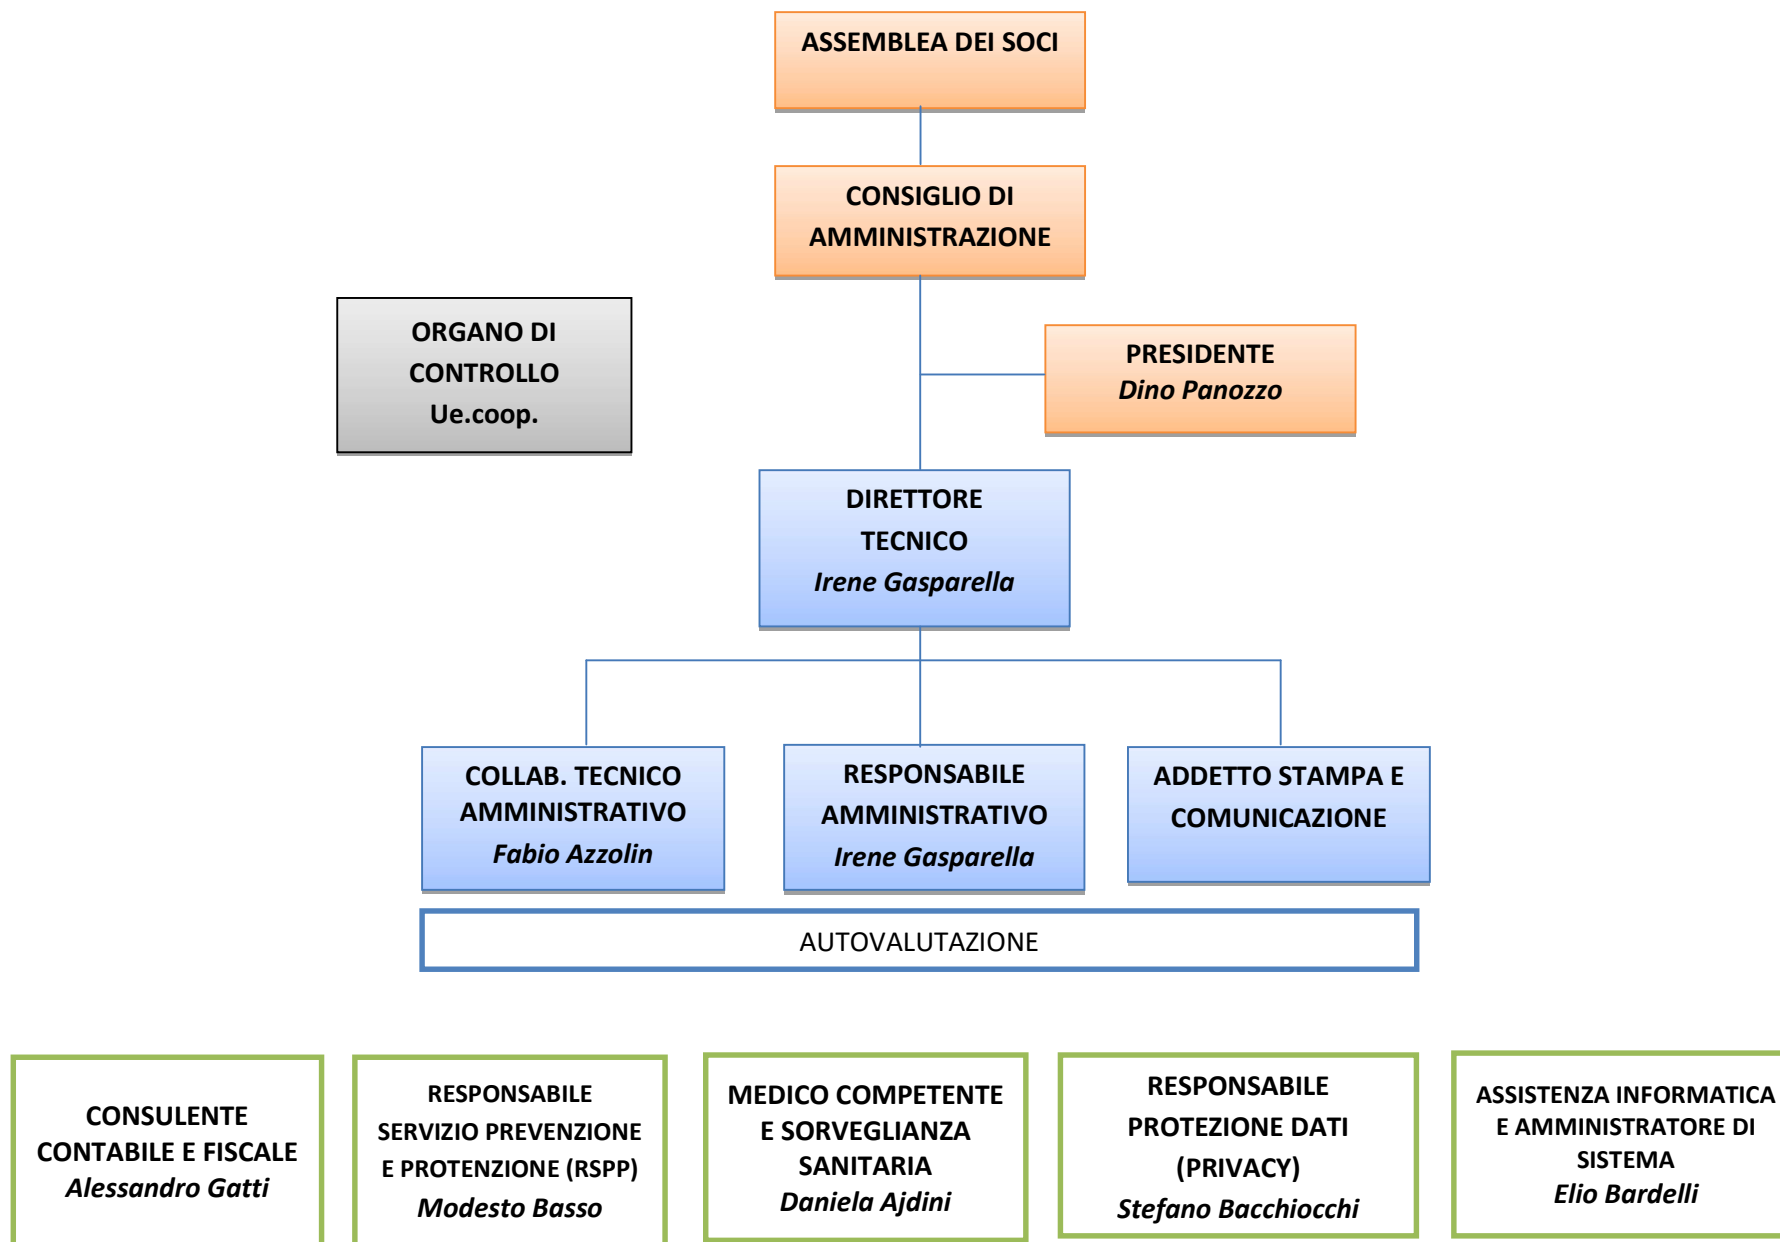 ASSEMBLEA DEI SOCI
CONSIGLIO DI
AMMINISTRAZIONE
ORGANO DI
CONTROLLO
Ue.coop.
PRESIDENTE
Dino Panozzo
DIRETTORE
TECNICO
Irene Gasparella
COLLAB. TECNICO
AMMINISTRATIVO
Fabio Azzolin
RESPONSABILE
AMMINISTRATIVO
Irene Gasparella
ADDETTO STAMPA E
COMUNICAZIONE
AUTOVALUTAZIONE
CONSULENTE
CONTABILE E FISCALE
Alessandro Gatti
RESPONSABILE
SERVIZIO PREVENZIONE
E PROTENZIONE (RSPP)
Modesto Basso
MEDICO COMPETENTE
E SORVEGLIANZA
SANITARIA
Daniela Ajdini
RESPONSABILE
PROTEZIONE DATI
(PRIVACY)
Stefano Bacchiocchi
ASSISTENZA INFORMATICA
E AMMINISTRATORE DI
SISTEMA
Elio Bardelli